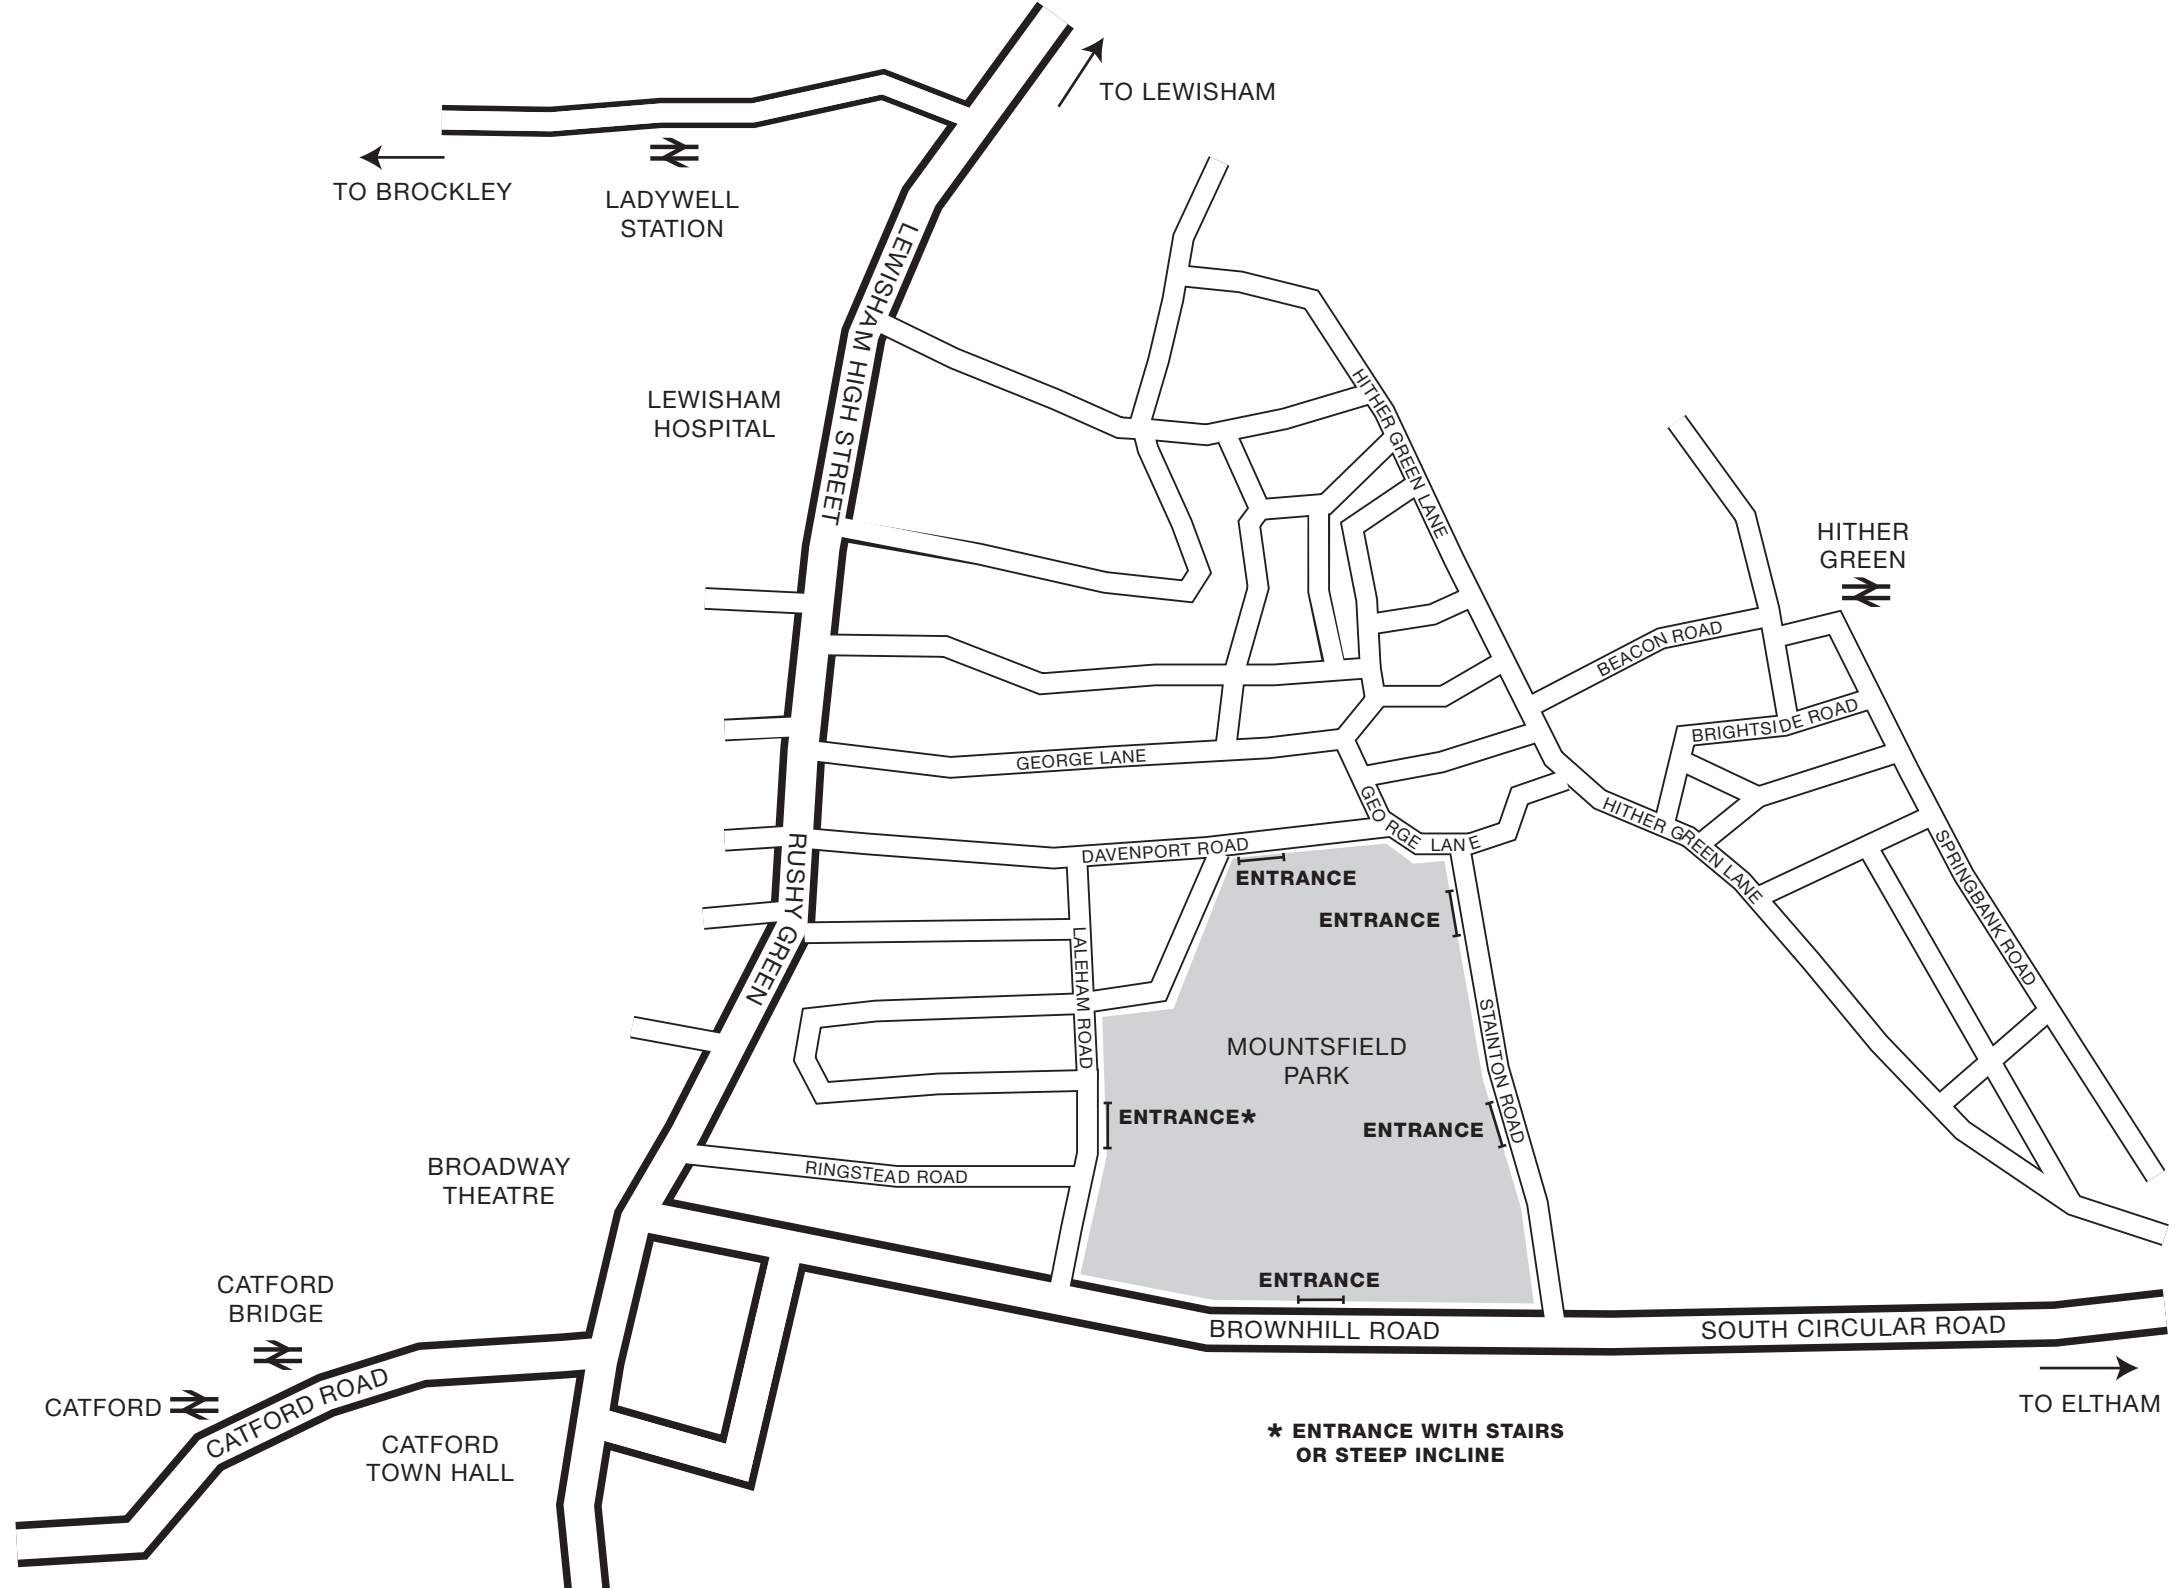 TO LEWISHAM
TO BROCKLEY
LADYWELL
STATION
LEWISHAM HIGH STREET
LEWISHAM
HOSPITAL
HITHER GREEN LANE
HITHER
GREEN
BEACON ROAD
BRIGHTSIDE ROAD
GEORGE LANE
GEORGE LANE
HITHER GREEN LANE
SPRINGBANK ROAD
RUSHY GREEN
DAVENPORT ROAD
ENTRANCE
ENTRANCE
LALEHAM ROAD
STAINTON ROAD
MOUNTSFIELD
PARK
ENTRANCE*
ENTRANCE
BROADWAY
THEATRE
RINGSTEAD ROAD
ENTRANCE
CATFORD
BRIDGE
BROWNHILL ROAD
SOUTH CIRCULAR ROAD
CATFORD
CATFORD ROAD
TO ELTHAM
CATFORD
TOWN HALL
* ENTRANCE WITH STAIRS
OR STEEP INCLINE